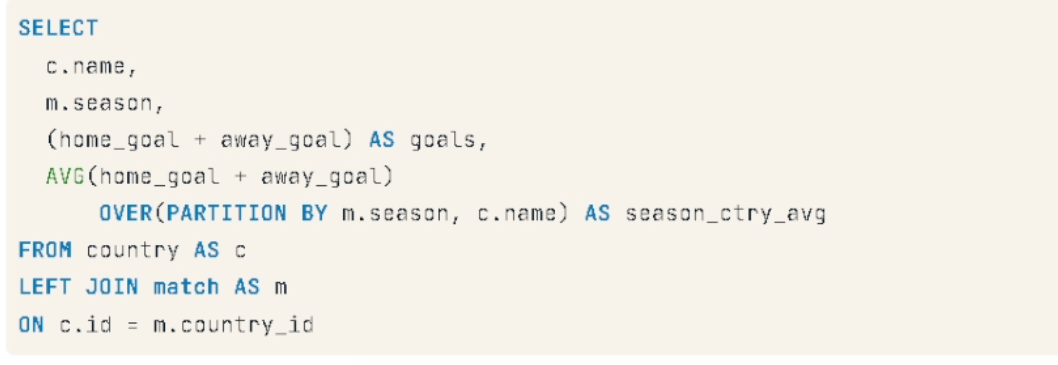 SELECT
c.name,
m.season,
(home_goal + away_goal) AS goals,
AVG(home_goal + away_goal)
OVER(PARTITION BY m.season, c.name) AS season_ctry_avg
FROM country AS c
LEFT JOIN match AS m
ON c.id = m.country_id